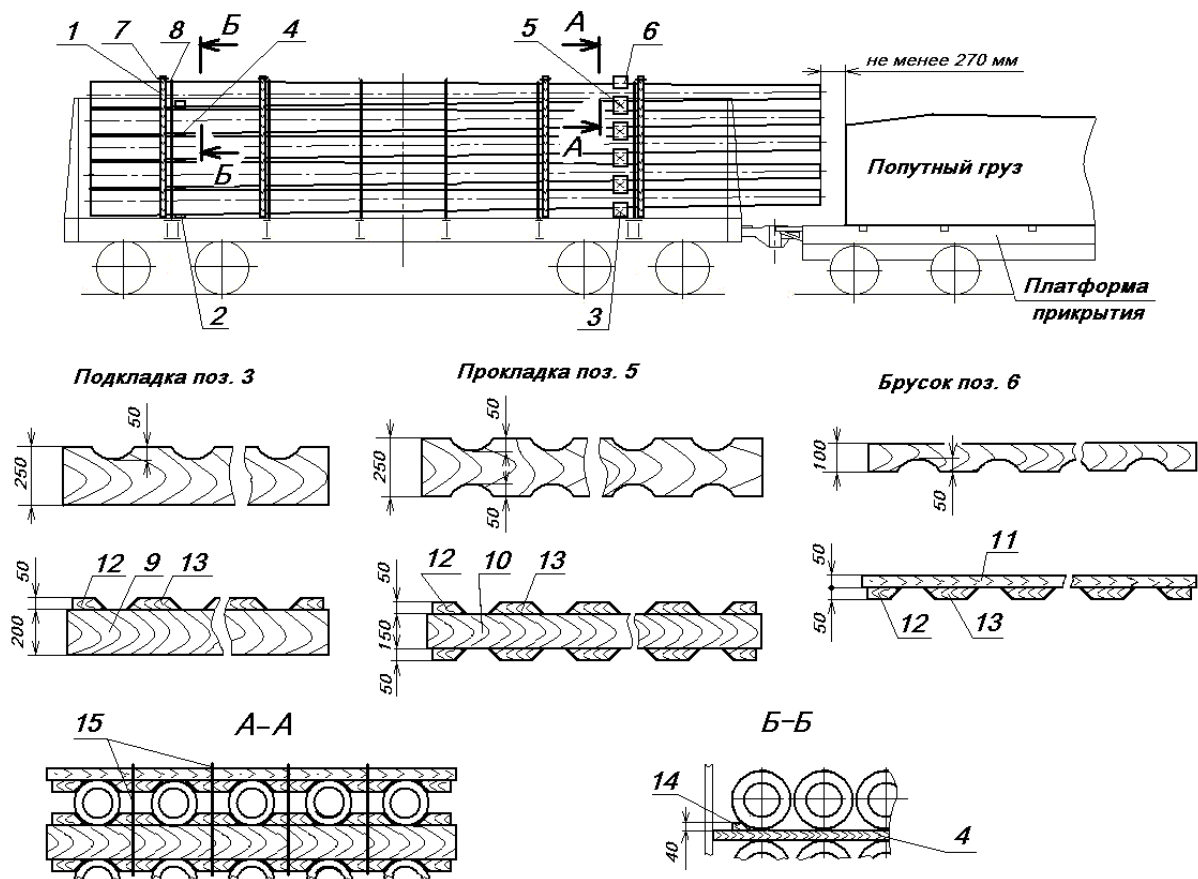 1 7 8 Б 4 5 А 6
не менее 270 мм
Б
А
Попутный груз
2
3
Платформа
прикрытия
Подкладка поз. 3
Прокладка поз. 5
Брусок поз. 6
250
50
250
50
50
100
50
12 9 13
50
200
12 10 13
50
150
50
11
50
50
12 13
15
А–А
Б–Б
14
40
4